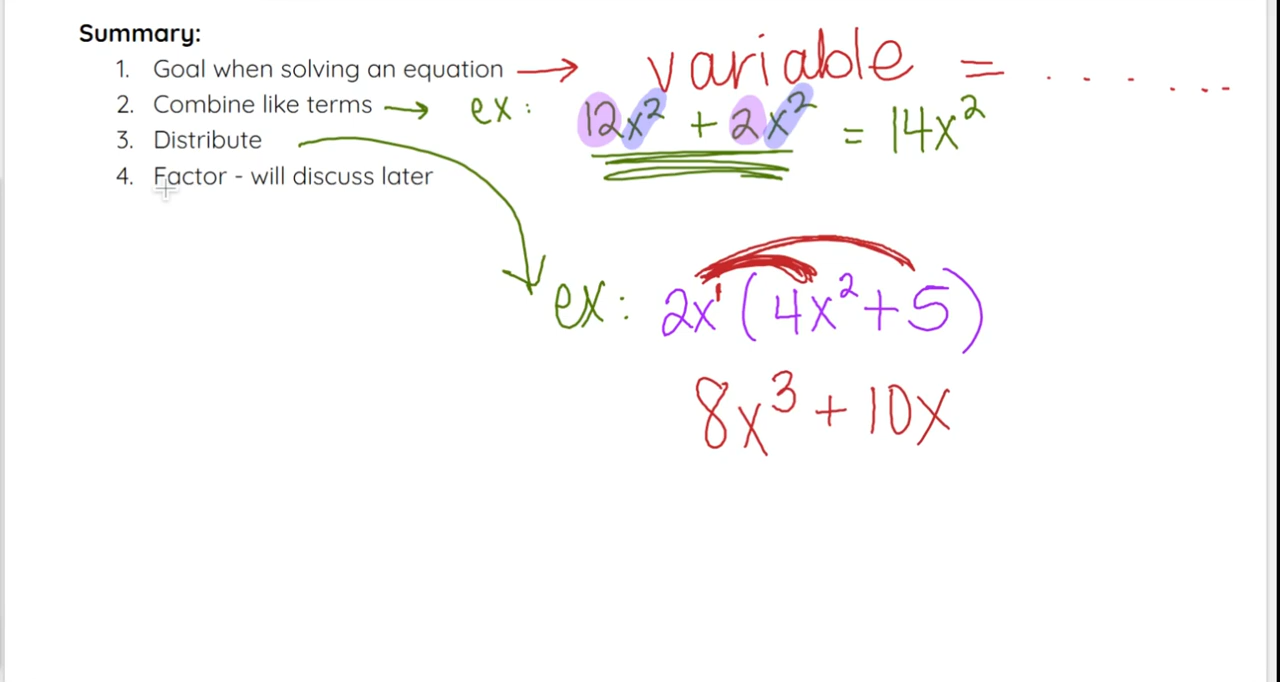 Summary:
1. Goal when solving an equation → variable = . . . . . . .
2. Combine like terms → ex: 12x² + 2x² = 14x²
3. Distribute
4. Factor - will discuss later
ex: 2x¹(4x²+5)
8x³ + 10x